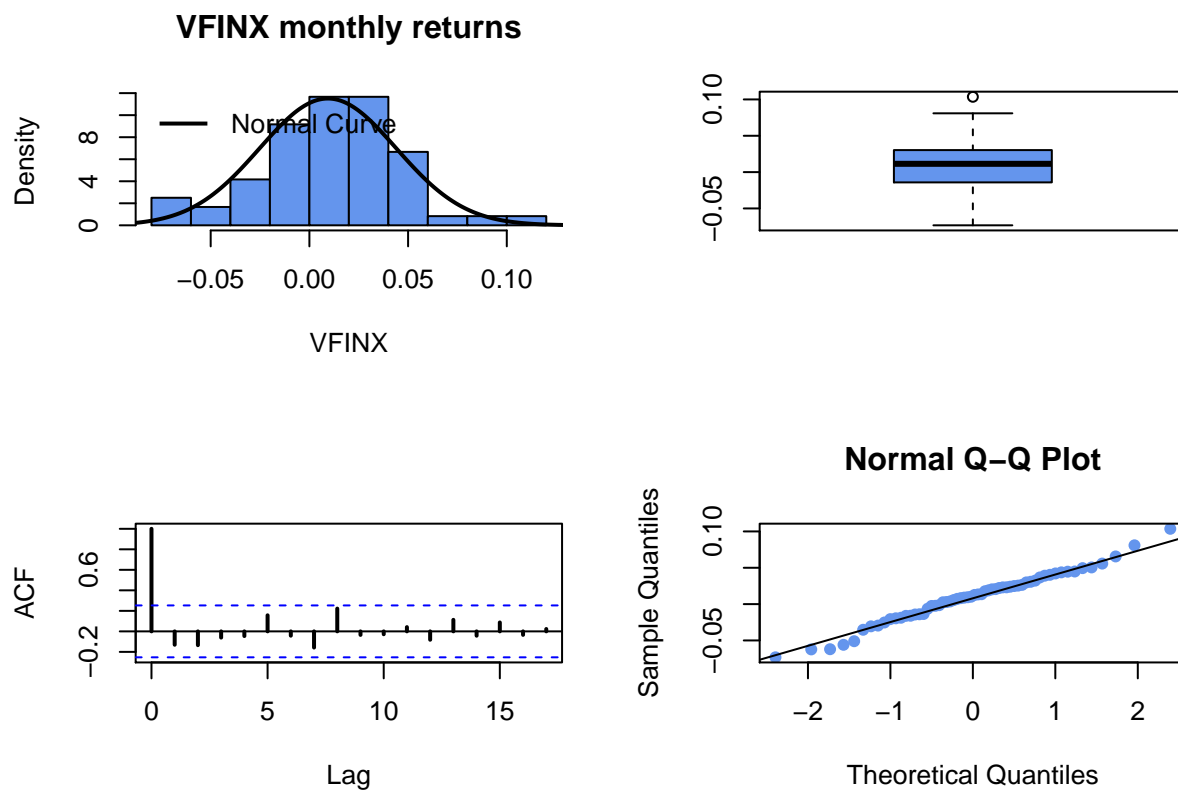 VFINX monthly returns
Density
0
4
8
Normal Curve
−0.05
0.00
0.05
0.10
VFINX
−0.05
0.10
ACF
−0.2
0.6
0
5
10
15
Lag
Normal Q−Q Plot
Sample Quantiles
−0.05
0.10
−2
−1
0
1
2
Theoretical Quantiles